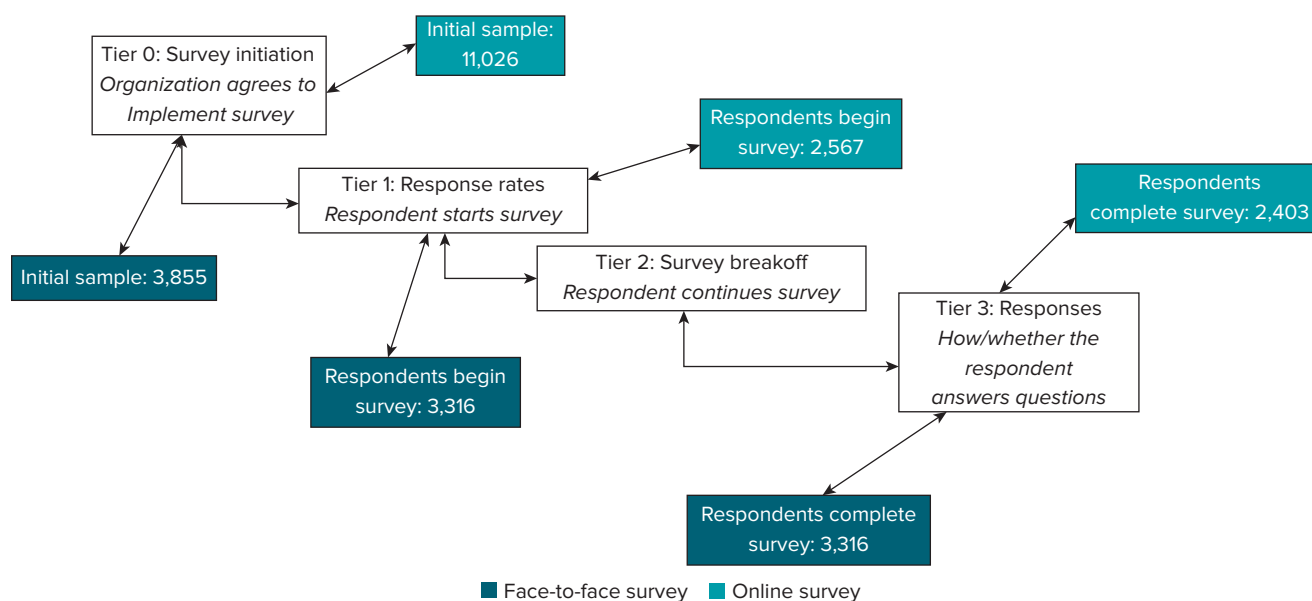 Tier 0: Survey initiation
Organization agrees to
Implement survey
Initial sample:
11,026
Respondents begin
survey: 2,567
Tier 1: Response rates
Respondent starts survey
Respondents
complete survey: 2,403
Initial sample: 3,855
Tier 2: Survey breakoff
Respondent continues survey
Tier 3: Responses
How/whether the
respondent
answers questions
Respondents begin
survey: 3,316
Respondents complete
survey: 3,316
Face-to-face survey
Online survey